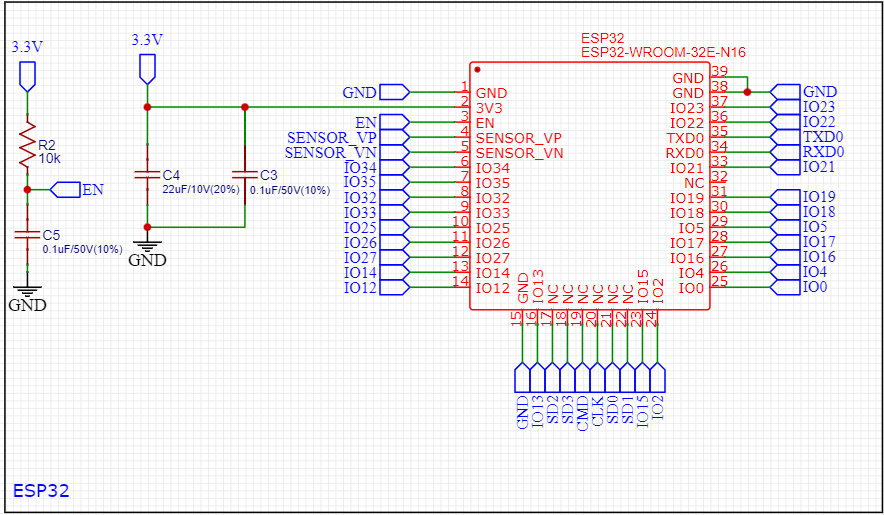 3.3V
3.3V
R2
10k
EN
C5
0.1uF/50V(10%)
GND
C4
22uF/10V(20%)
C3
0.1uF/50V(10%)
GND
ESP32
ESP32-WROOM-32E-N16
GND 1 GND
2 3V3
EN 3 EN
SENSOR_VP 4 SENSOR_VP
SENSOR_VN 5 SENSOR_VN
IO34 6 IO34
IO35 7 IO35
IO32 8 IO32
IO33 9 IO33
IO25 10 IO25
IO26 11 IO26
IO27 12 IO27
IO14 13 IO14
IO12 14 IO12
GND 39
GND 38 GND
IO23 37 IO23
IO22 36 IO22
TXD0 35 TXD0
RXD0 34 RXD0
IO21 33 IO21
NC 32
IO19 31 IO19
IO18 30 IO18
IO5 29 IO5
IO17 28 IO17
IO16 27 IO16
IO4 26 IO4
IO0 25 IO0
GND 15 GND
IO13 16 IO13
NC 17 SD2
NC 18 SD3
NC 19 CMD
NC 20 CLK
NC 21 SD0
NC 22 SD1
IO15 23 IO15
IO2 24 IO2
ESP32